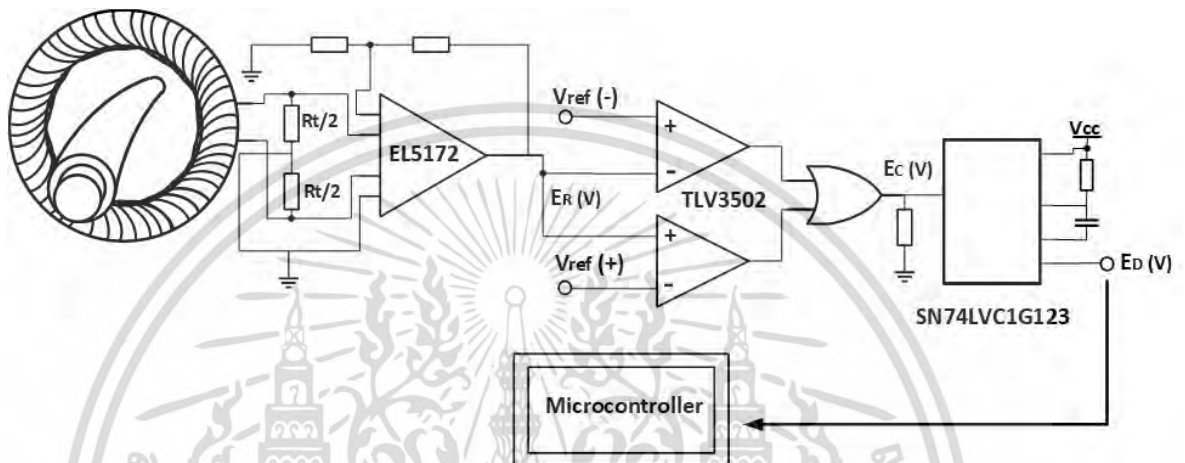 Rt/2
Rt/2
EL5172
ER (V)
Vref (-)
+
-
TLV3502
+
-
Vref (+)
EC (V)
Vcc
ED (V)
SN74LVC1G123
Microcontroller